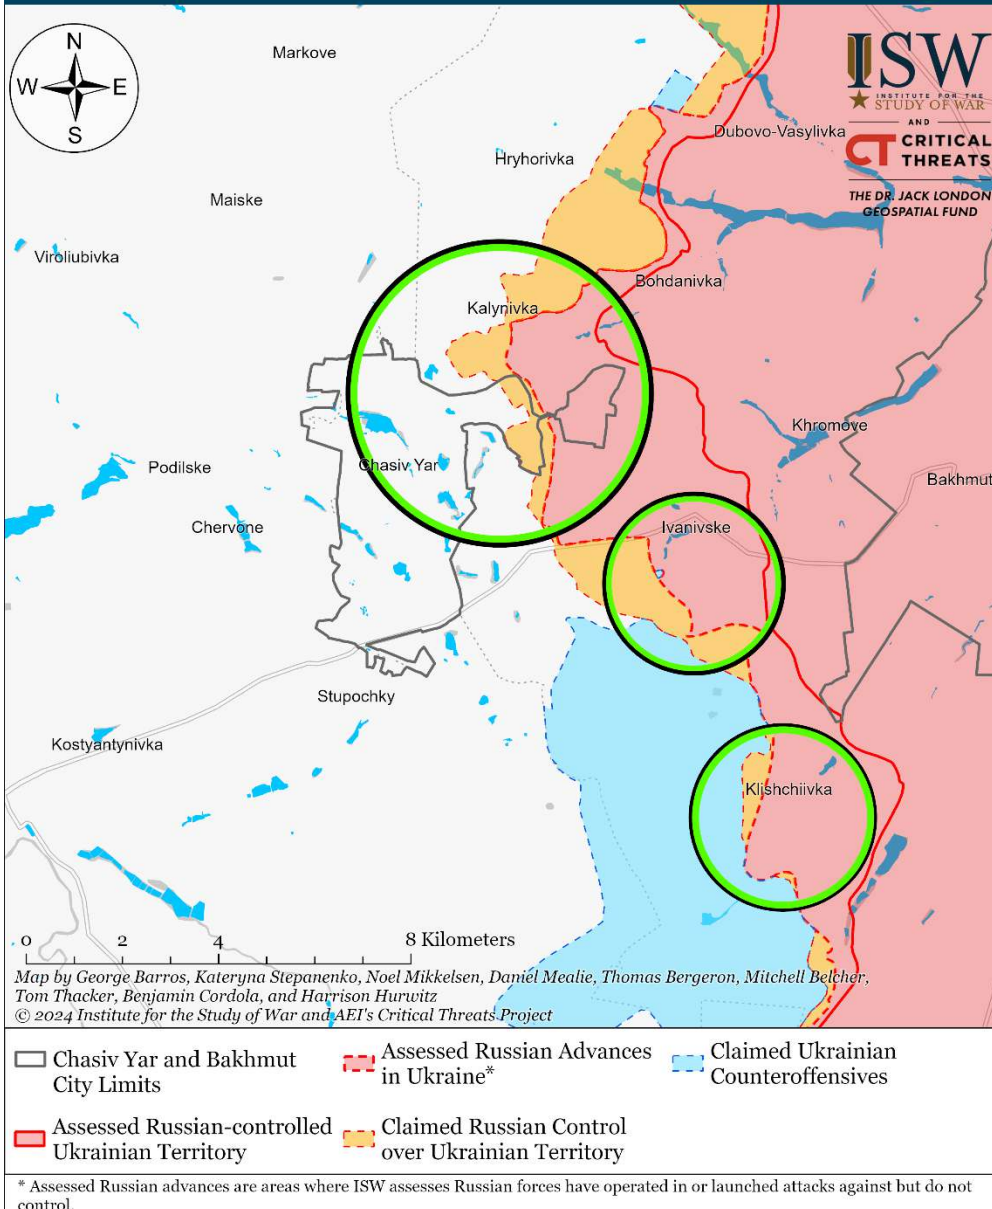 N
W
E
S
Markove
ISW
INSTITUTE FOR THE
STUDY OF WAR
AND
CT CRITICAL
THREATS
THE DR. JACK LONDON
GEOSPATIAL FUND
Dubovo-Vasylivka
Hryhorivka
Maiske
Viroliubivka
Bohdanivka
Kalynivka
Khromove
Podilske
Chasiv Yar
Bakhmut
Chervone
Ivanivske
Stupochky
Kostyantynivka
Klishchiivka
0 2 4 8 Kilometers
Map by George Barros, Kateryna Stepanenko, Noel Mikkelsen, Daniel Mealie, Thomas Bergeron, Mitchell Belcher,
Tom Thacker, Benjamin Cordola, and Harrison Hurwitz
© 2024 Institute for the Study of War and AEI's Critical Threats Project
Chasiv Yar and Bakhmut
City Limits
Assessed Russian Advances
in Ukraine*
Claimed Ukrainian
Counteroffensives
Assessed Russian-controlled
Ukrainian Territory
Claimed Russian Control
over Ukrainian Territory
* Assessed Russian advances are areas where ISW assesses Russian forces have operated in or launched attacks against but do not
control.